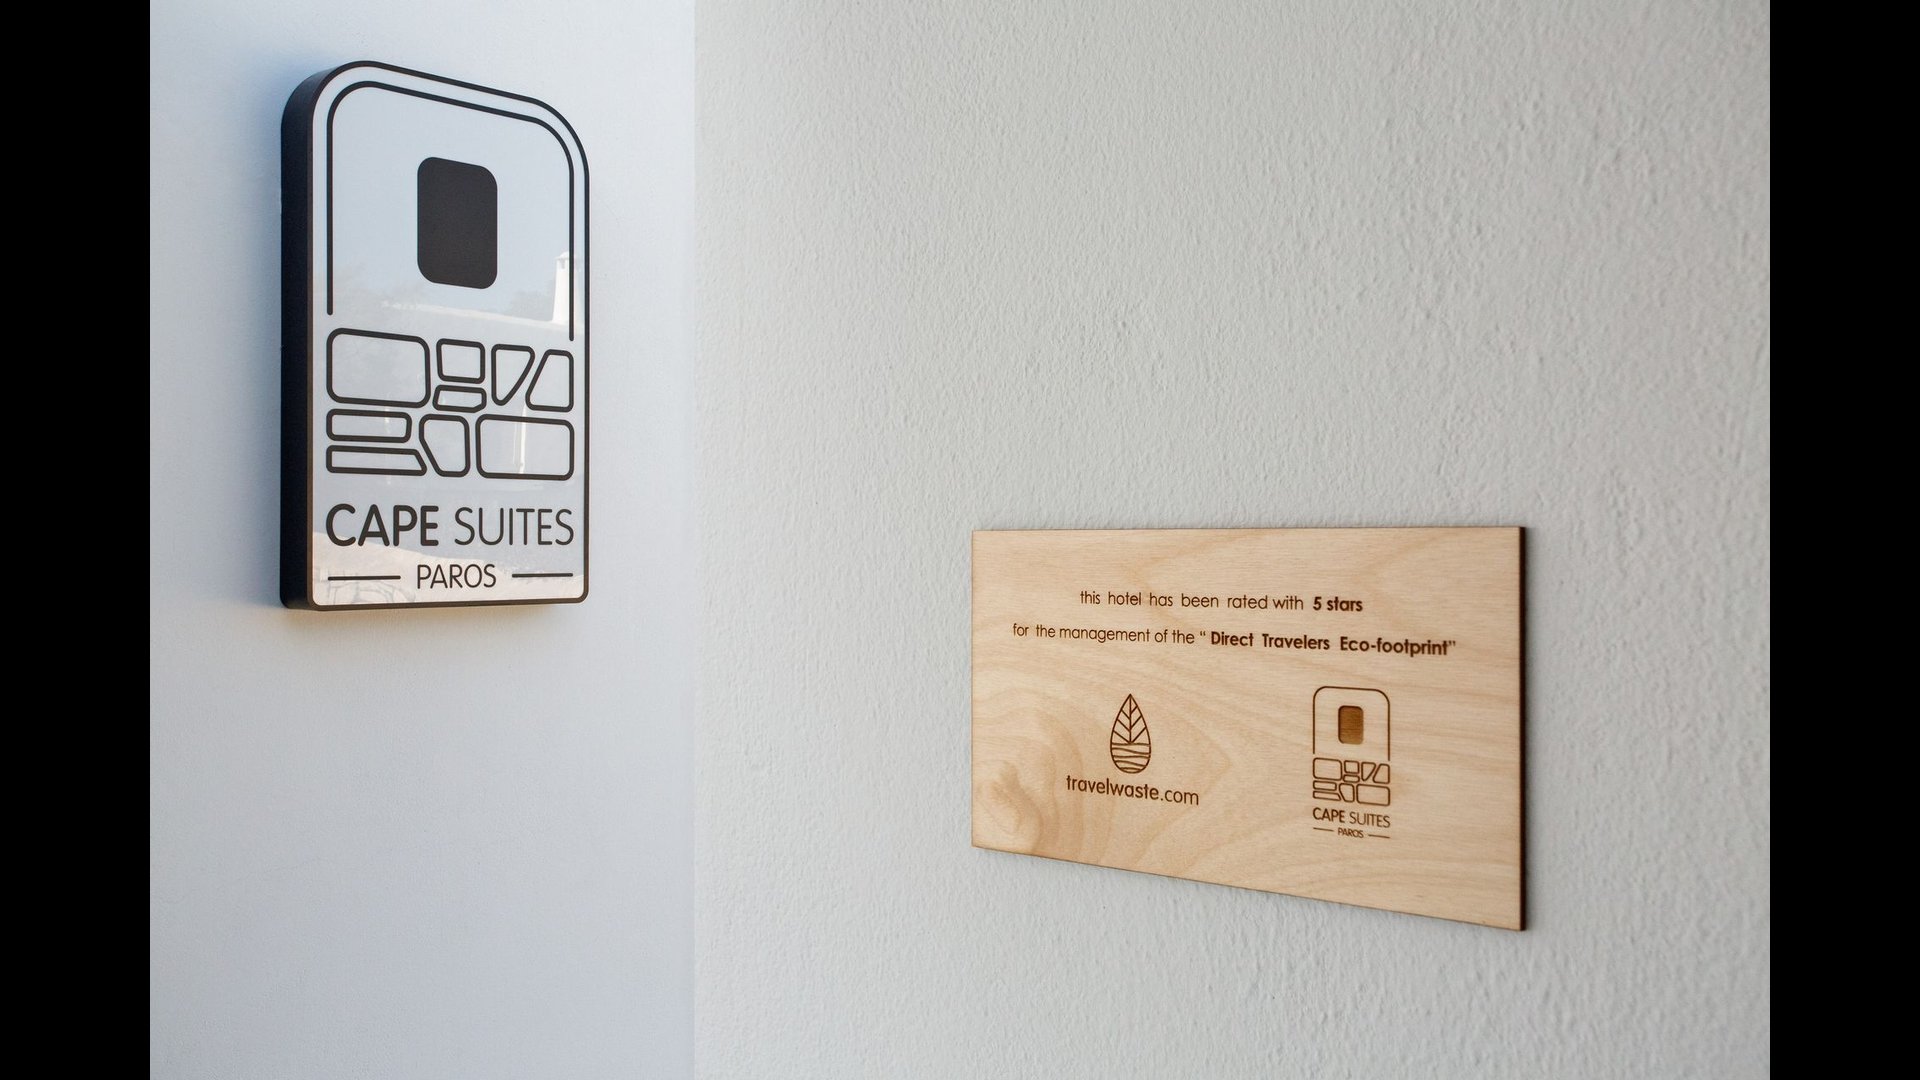 CAPE SUITES
PAROS
this hotel has been rated with 5 stars
for the management of the “ Direct Travelers Eco-footprint”
travelwaste.com
CAPE SUITES
PAROS